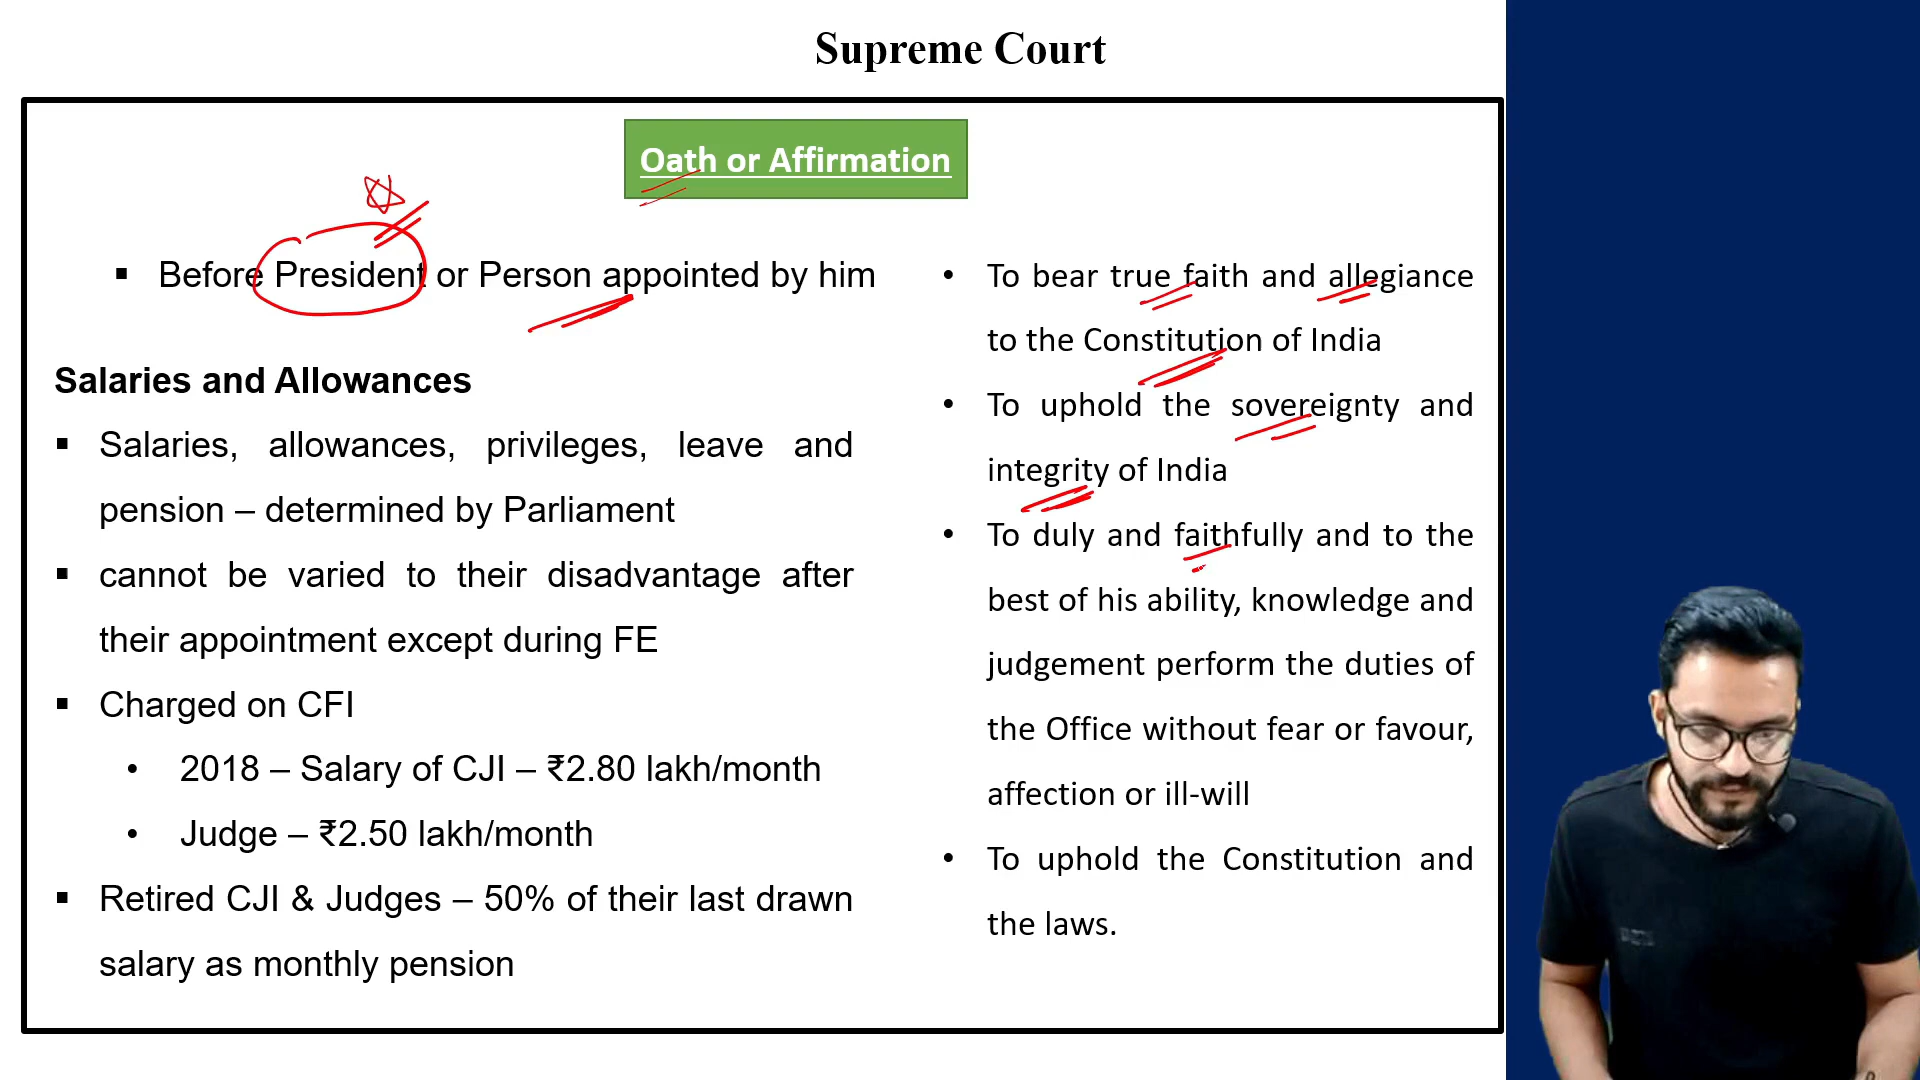 Supreme Court
Oath or Affirmation
▪ Before President or Person appointed by him
Salaries and Allowances
▪ Salaries, allowances, privileges, leave and
pension – determined by Parliament
▪ cannot be varied to their disadvantage after
their appointment except during FE
▪ Charged on CFI
• 2018 – Salary of CJI – ₹2.80 lakh/month
• Judge – ₹2.50 lakh/month
▪ Retired CJI & Judges – 50% of their last drawn
salary as monthly pension
• To bear true faith and allegiance
to the Constitution of India
• To uphold the sovereignty and
integrity of India
• To duly and faithfully and to the
best of his ability, knowledge and
judgement perform the duties of
the Office without fear or favour,
affection or ill-will
• To uphold the Constitution and
the laws.